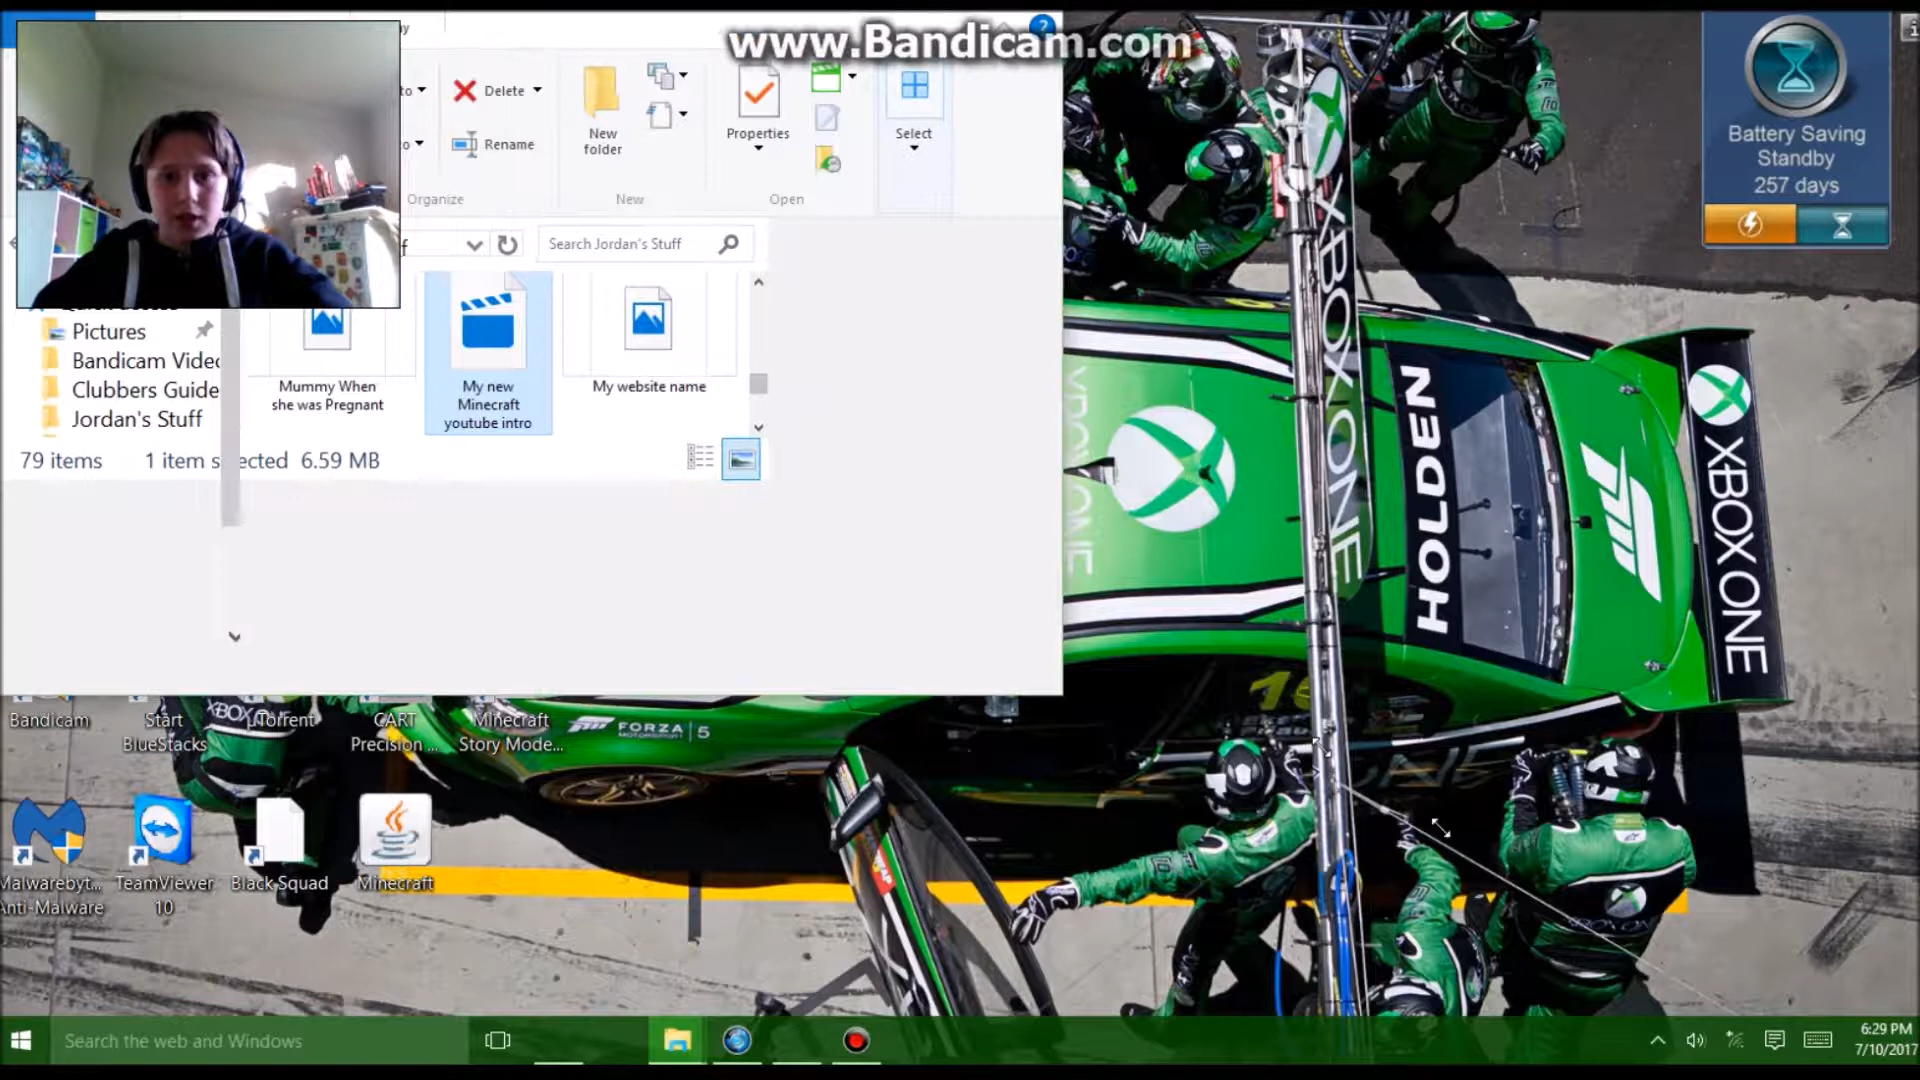 www.Bandicam.com
Delete
Rename
New
folder
Properties
Select
Organize
New
Open
Search Jordan's Stuff
Pictures
Bandicam Videc
Clubbers Guide
Jordan's Stuff
Mummy When
she was Pregnant
My new
Minecraft
youtube intro
My website name
79 items
1 item selected 6.59 MB
Battery Saving
Standby
257 days
XBOX ONE
HOLDEN
XBOX ONE
FORZA
MOTORSPORT
5
Bandicam
Start
BlueStacks
µTorrent
CART
Precision ...
Minecraft
Story Mode...
Malwarebyt...
Anti-Malware
TeamViewer
10
Black Squad
Minecraft
Search the web and Windows
6:29 PM
7/10/2017